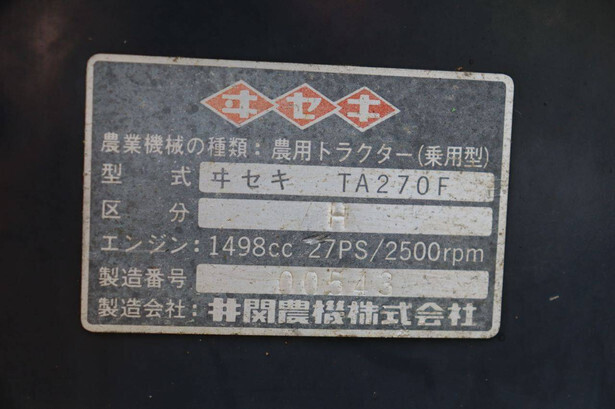 ヰセキ
農業機械の種類：農用トラクター(乗用型)
型式 ヰセキ TA270F
区分 H
エンジン：1498cc 27PS/2500rpm
製造番号 00543
製造会社：井関農機株式会社